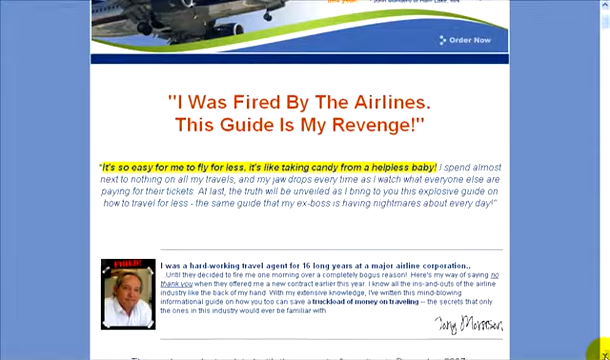 Order Now
"I Was Fired By The Airlines.
This Guide Is My Revenge!"
"It's so easy for me to fly for less, it's like taking candy from a helpless baby! I spend almost
next to nothing on all my travels, and my jaw drops every time as I watch what everyone else are
paying for their tickets. At last, the truth will be unveiled as I bring to you this explosive guide on
how to travel for less - the same guide that my ex-boss is having nightmares about every day!"
FIRED!
I was a hard-working travel agent for 16 long years at a major airline corporation..
...Until they decided to fire me one morning over a completely bogus reason! Here's my way of saying no
thank you when they offered me a new contract earlier this year. I know all the ins-and-outs of the airline
industry like the back of my hand. With my extensive knowledge, I've written this mind-blowing
informational guide on how you too can save a truckload of money on traveling -- the secrets that only
the ones in this industry would ever be familiar with
Tony Morrison